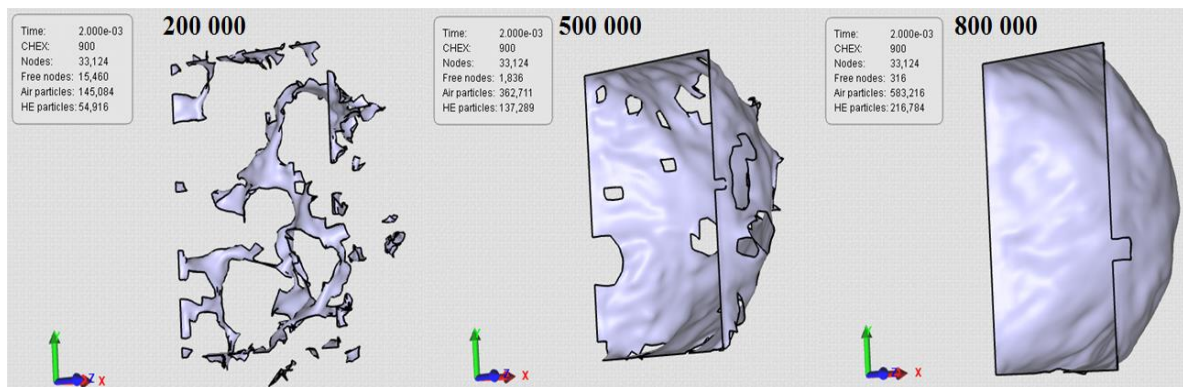 200 000
Time: 2.000e-03
CHEX: 900
Nodes: 33,124
Free nodes: 15,460
Air particles: 145,084
HE particles: 54,916
Z X
500 000
Time: 2.000e-03
CHEX: 900
Nodes: 33,124
Free nodes: 1,836
Air particles: 362,711
HE particles: 137,289
Z X
800 000
Time: 2.000e-03
CHEX: 900
Nodes: 33,124
Free nodes: 316
Air particles: 583,216
HE particles: 216,784
Z X